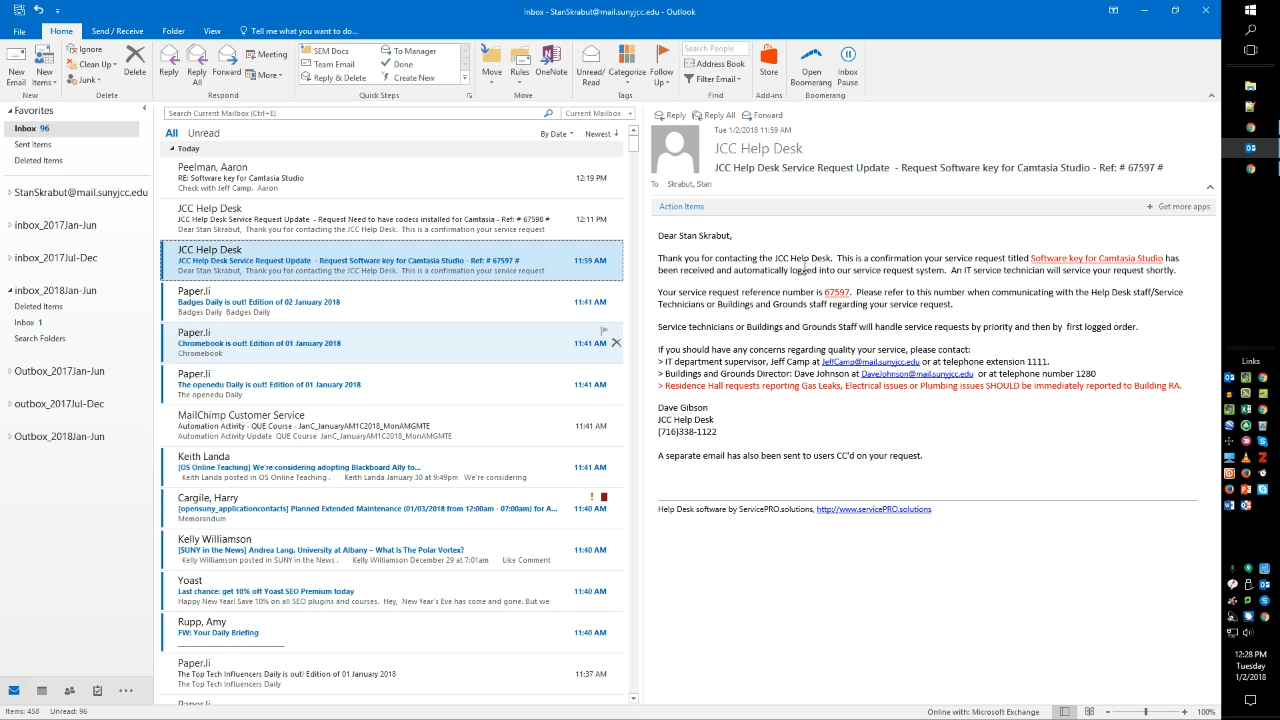 Inbox - StanSkrabut@mail.sunyjcc.edu - Outlook
File Home Send / Receive Folder View Tell me what you want to do...
New Email
New Items
Ignore
Clean Up
Junk
Delete
Reply
Reply All
Forward
Meeting
More
SEM Docs
Team Email
Reply & Delete
To Manager
Done
Create New
Move
Rules
OneNote
Unread/ Read
Categorize
Follow Up
Search People
Address Book
Filter Email
Store
Open Boomerang
Inbox Pause
New Delete Respond Quick Steps Move Tags Find Add-ins Boomerang
Favorites
Inbox 96
Sent Items
Deleted Items
StanSkrabut@mail.sunyjcc.edu
inbox_2017Jan-Jun
inbox_2017Jul-Dec
inbox_2018Jan-Jun
Deleted Items
Inbox 1
Search Folders
Outbox_2017Jan-Jun
outbox_2017Jul-Dec
Outbox_2018Jan-Jun
Search Current Mailbox (Ctrl+E) Current Mailbox
All Unread By Date Newest
Today
Peelman, Aaron
RE: Software key for Camtasia Studio 12:19 PM
Check with Jeff Camp. Aaron
JCC Help Desk
JCC Help Desk Service Request Update - Request Need to have codecs installed for Camtasia - Ref: # 67598 # 12:11 PM
Dear Stan Skrabut, Thank you for contacting the JCC Help Desk. This is a confirmation your service request
JCC Help Desk
JCC Help Desk Service Request Update - Request Software key for Camtasia Studio - Ref: # 67597 # 11:59 AM
Dear Stan Skrabut, Thank you for contacting the JCC Help Desk. This is a confirmation your service request
Paper.li
Badges Daily is out! Edition of 02 January 2018 11:41 AM
Badges Daily Badges Daily
Paper.li
Chromebook is out! Edition of 01 January 2018 11:41 AM
Chromebook
Paper.li
The openedu Daily is out! Edition of 01 January 2018 11:41 AM
The openedu Daily
MailChimp Customer Service
Automation Activity - QUE Course JanC_JanuaryAM1C2018_MonAMGMTE 11:41 AM
Automation Activity Update QUE Course JanC_JanuaryAM1C2018_MonAMGMTE
Keith Landa
[OS Online Teaching] We're considering adopting Blackboard Ally to... 11:41 AM
Keith Landa posted in OS Online Teaching . Keith Landa January 30 at 9:49pm We're considering
Cargile, Harry
[opensuny_applicationcontacts] Planned Extended Maintenance (01/03/2018 from 12:00am - 07:00am) for A... 11:40 AM
Memorandum
Kelly Williamson
[SUNY in the News] Andrea Lang, University at Albany – What Is The Polar Vortex? 11:40 AM
Kelly Williamson posted in SUNY in the News . Kelly Williamson December 29 at 7:01am Like Comment
Yoast
Last chance: get 10% off Yoast SEO Premium today 11:40 AM
Happy New Year! Save 10% on all SEO plugins and courses. Hey, New Year's Eve has come and gone. But we
Rupp, Amy
FW: Your Daily Briefing 11:40 AM
Paper.li
The Top Tech Influencers Daily is out! Edition of 01 January 2018 11:37 AM
The Top Tech Influencers Daily
Paper.li
Reply Reply All Forward
Tue 1/2/2018 11:59 AM
JCC Help Desk
JCC Help Desk Service Request Update - Request Software key for Camtasia Studio - Ref: # 67597 #
To Skrabut, Stan
Action Items + Get more apps
Dear Stan Skrabut,
Thank you for contacting the JCC Help Desk. This is a confirmation your service request titled Software key for Camtasia Studio has
been received and automatically logged into our service request system. An IT service technician will service your request shortly.
Your service request reference number is 67597. Please refer to this number when communicating with the Help Desk staff/Service
Technicians or Buildings and Grounds staff regarding your service request.
Service technicians or Buildings and Grounds Staff will handle service requests by priority and then by first logged order.
If you should have any concerns regarding quality your service, please contact:
> IT department supervisor, Jeff Camp at JeffCamp@mail.sunyjcc.edu or at telephone extension 1111.
> Buildings and Grounds Director: Dave Johnson at DaveJohnson@mail.sunyjcc.edu or at telephone number 1280
> Residence Hall requests reporting Gas Leaks, Electrical issues or Plumbing issues SHOULD be immediately reported to Building RA.
Dave Gibson
JCC Help Desk
(716)338-1122
A separate email has also been sent to users CC'd on your request.
Help Desk software by ServicePRO.solutions, http://www.servicePRO.solutions
Links
12:28 PM
Tuesday
1/2/2018
Items: 458 Unread: 96 Online with: Microsoft Exchange 100%